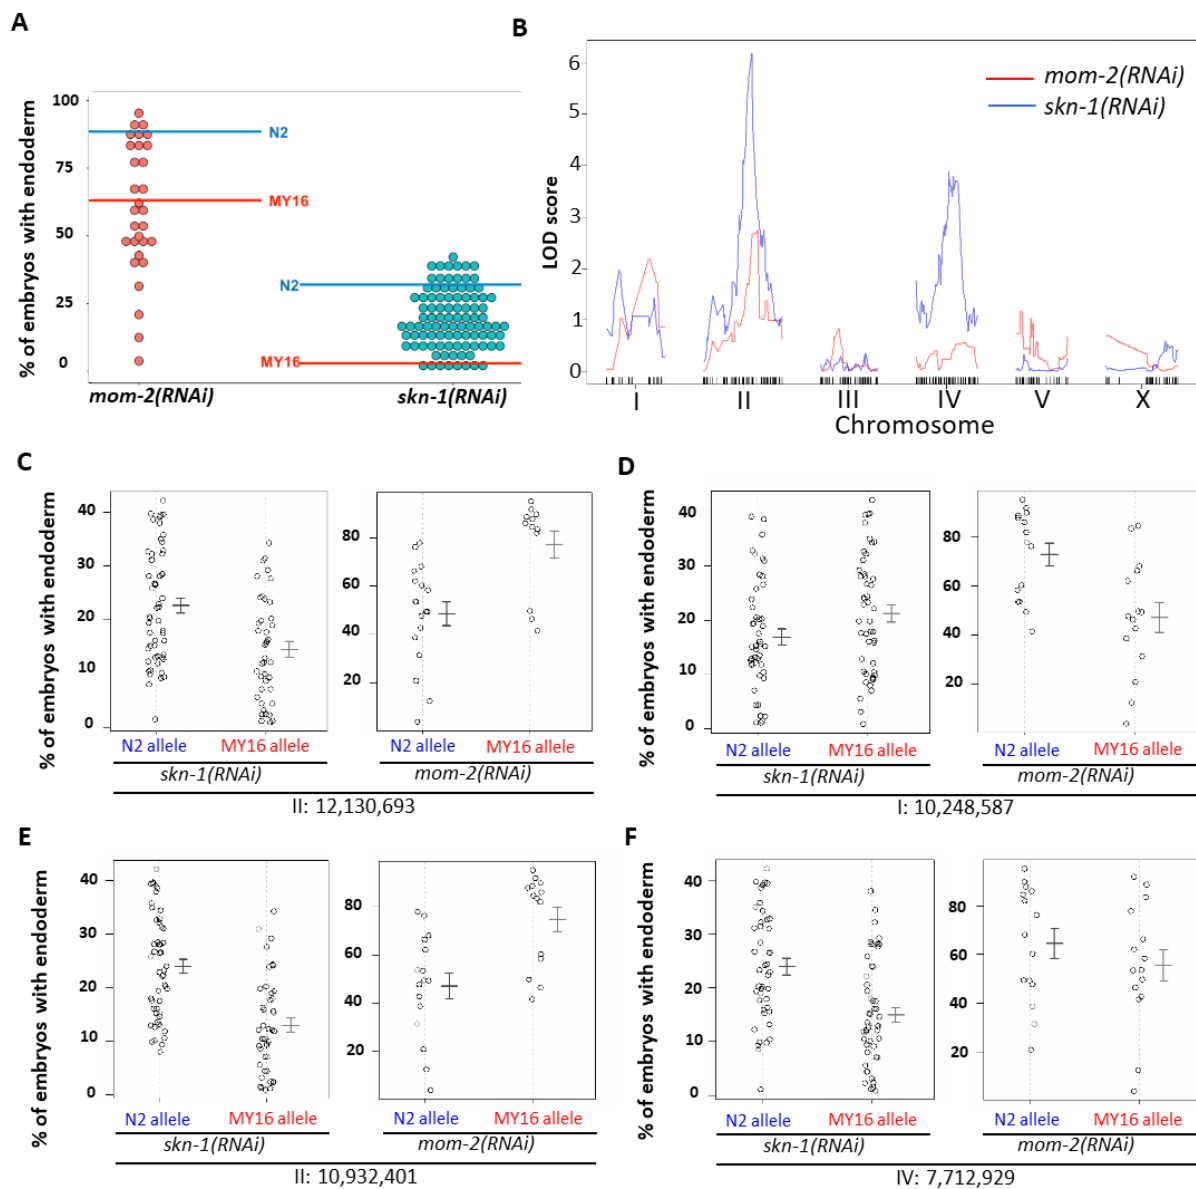 A
% of embryos with endoderm
100
75
50
25
0
N2
MY16
N2
MY16
mom-2(RNAi)
skn-1(RNAi)
B
LOD score
6
5
4
3
2
1
0
mom-2(RNAi)
skn-1(RNAi)
I II III IV V X
Chromosome
C
% of embryos with endoderm
40
30
20
10
0
80
60
40
20
N2 allele MY16 allele N2 allele MY16 allele
skn-1(RNAi) mom-2(RNAi)
II: 12,130,693
D
% of embryos with endoderm
40
30
20
10
0
80
60
40
20
N2 allele MY16 allele N2 allele MY16 allele
skn-1(RNAi) mom-2(RNAi)
I: 10,248,587
E
% of embryos with endoderm
40
30
20
10
0
80
60
40
20
N2 allele MY16 allele N2 allele MY16 allele
skn-1(RNAi) mom-2(RNAi)
II: 10,932,401
F
% of embryos with endoderm
40
30
20
10
0
80
60
40
20
N2 allele MY16 allele N2 allele MY16 allele
skn-1(RNAi) mom-2(RNAi)
IV: 7,712,929